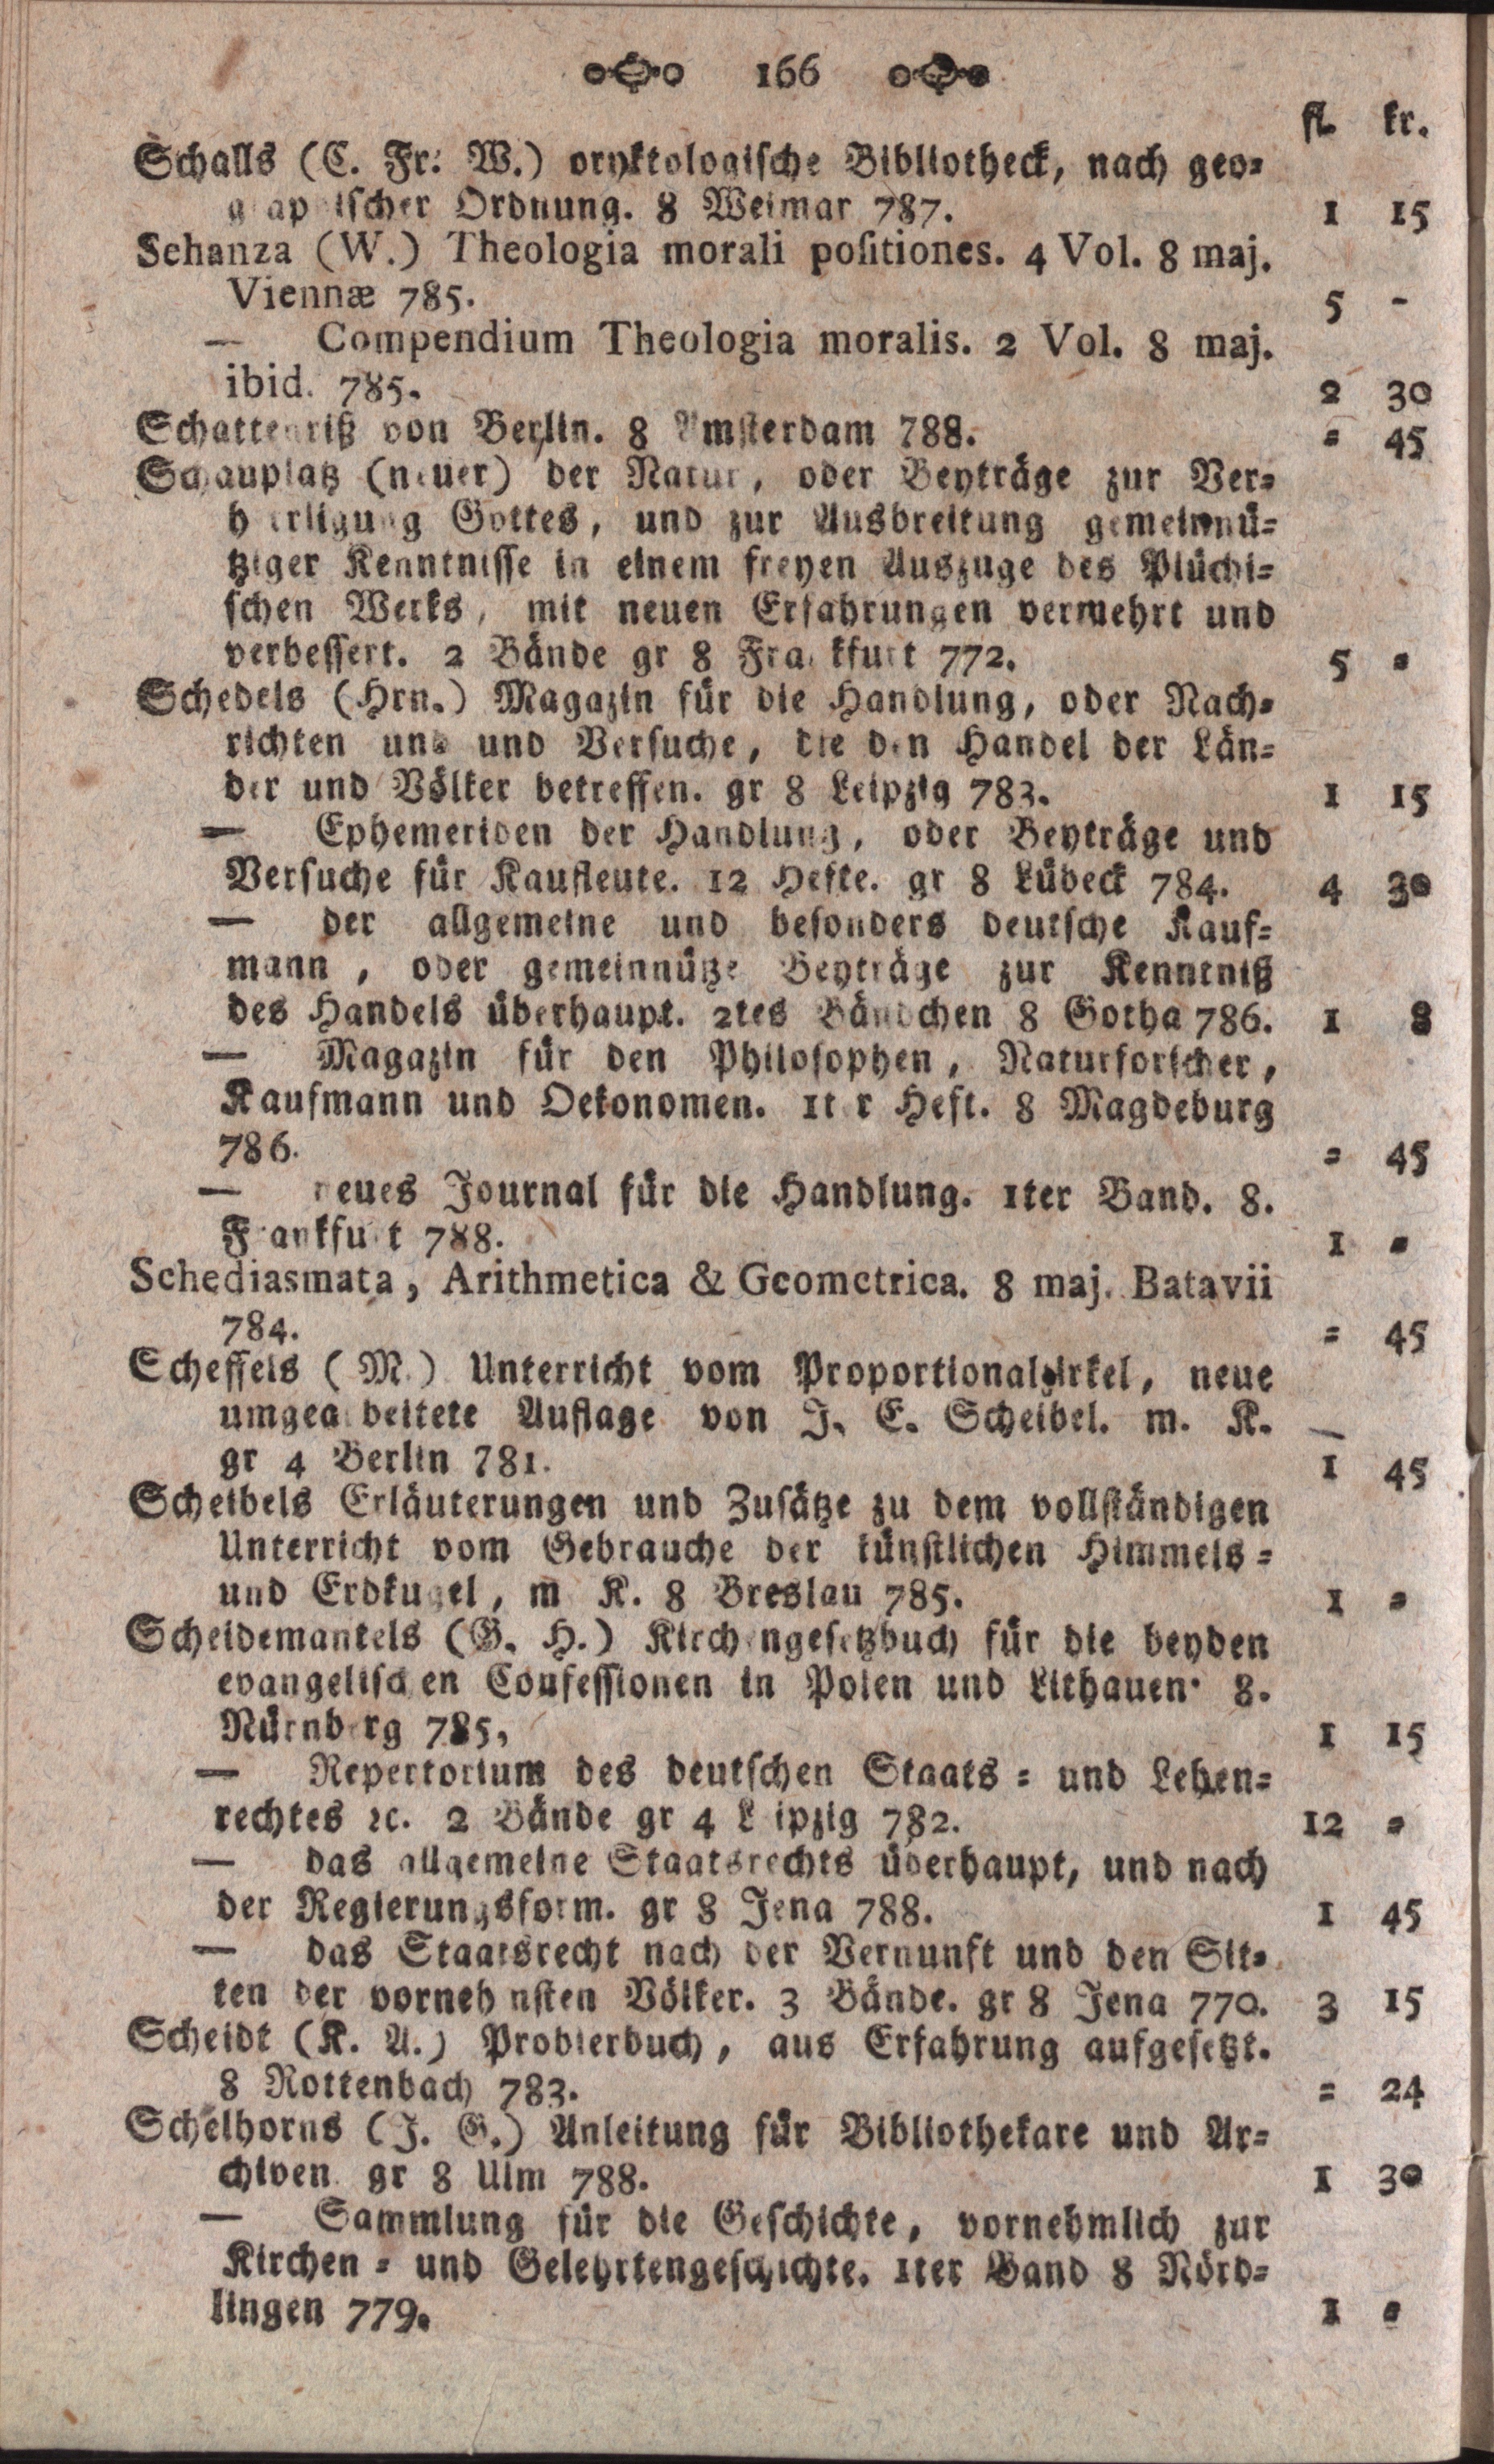 166
fl. kr.
Schalls (C. Fr. W.) oryktologische Bibliotheck, nach geo=
graphischer Ordnung. 8 Weimar 787. 1 15
Schanza (W.) Theologia morali positiones. 4 Vol. 8 maj.
Viennæ 785. 5 -
— Compendium Theologia moralis. 2 Vol. 8 maj.
ibid. 785. 2 30
Schattenriß von Berlin. 8 Amsterdam 788. = 45
Schauplatz (neuer) der Natur, oder Beyträge zur Ver=
herrligung Gottes, und zur Ausbreitung gemeinnü=
tziger Kenntnisse in einem freyen Auszuge des Plüchi=
schen Werks, mit neuen Erfahrungen vermehrt und
verbessert. 2 Bände gr 8 Frankfurt 772. 5 =
Schedels (Hrn.) Magazin für die Handlung, oder Nach=
richten und und Versuche, die den Handel der Län=
der und Völker betreffen. gr 8 Leipzig 783. 1 15
— Ephemeriden der Handlung, oder Beyträge und
Versuche für Kaufleute. 12 Hefte. gr 8 Lübeck 784. 4 30
— der allgemeine und besonders deutsche Kauf=
mann, oder gemeinnütze Beyträge zur Kenntniß
des Handels überhaupt. 2tes Bändchen 8 Gotha 786. 1 8
— Magazin für den Philosophen, Naturforscher,
Kaufmann und Oekonomen. 1ter Heft. 8 Magdeburg
786. = 45
— neues Journal für die Handlung. 1ter Band. 8.
Frankfurt 788. 1 =
Schediasmata, Arithmetica & Geometrica. 8 maj. Batavii
784. = 45
Scheffels (M.) Unterricht vom Proportionalzirkel, neue
umgearbeitete Auflage von J. E. Scheibel. m. K.
gr 4 Berlin 781. 1 45
Scheibels Erläuterungen und Zusätze zu dem vollständigen
Unterricht vom Gebrauche der künstlichen Himmels=
und Erdkugel, m K. 8 Breslau 785. 1 =
Scheidemantels (G. H.) Kirchengesetzbuch für die beyden
evangelischen Confessionen in Polen und Lithauen. 8.
Nürnberg 785, 1 15
— Repertorium des deutschen Staats= und Lehen=
rechtes ꝛc. 2 Bände gr 4 Leipzig 782. 12 =
— das allgemeine Staatsrechts überhaupt, und nach
der Regierungsform. gr 8 Jena 788. 1 45
— das Staatsrecht nach der Vernunft und den Sit=
ten der vornehmsten Völker. 3 Bände. gr 8 Jena 770. 3 15
Scheidt (K. A.) Probierbuch, aus Erfahrung aufgesetzt.
8 Rottenbach 783. = 24
Schelhorns (J. G.) Anleitung für Bibliothekare und Ar=
chiven gr 8 Ulm 788. 1 30
— Sammlung für die Geschichte, vornehmlich zur
Kirchen= und Gelehrtengeschichte. 1ter Band 8 Nörd=
lingen 779. 1 =